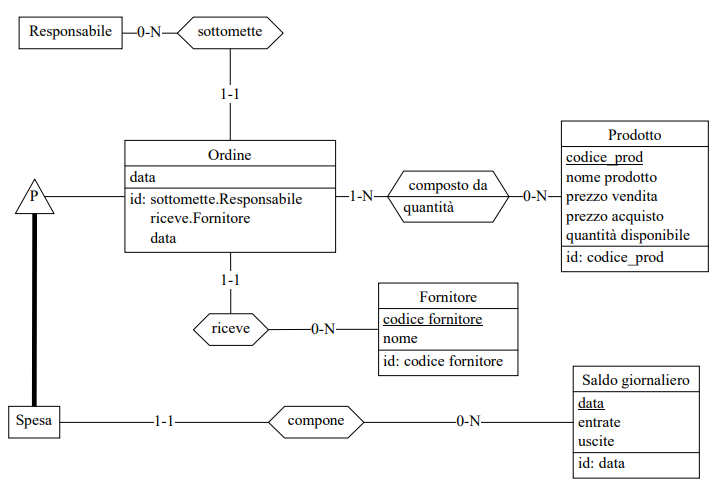 Responsabile
0-N
sottomette
1-1
Ordine
data
id: sottomette.Responsabile
riceve.Fornitore
data
P
1-N
composto da
quantità
0-N
Prodotto
codice_prod
nome prodotto
prezzo vendita
prezzo acquisto
quantità disponibile
id: codice_prod
1-1
riceve
0-N
Fornitore
codice fornitore
nome
id: codice fornitore
Spesa
1-1
compone
0-N
Saldo giornaliero
data
entrate
uscite
id: data